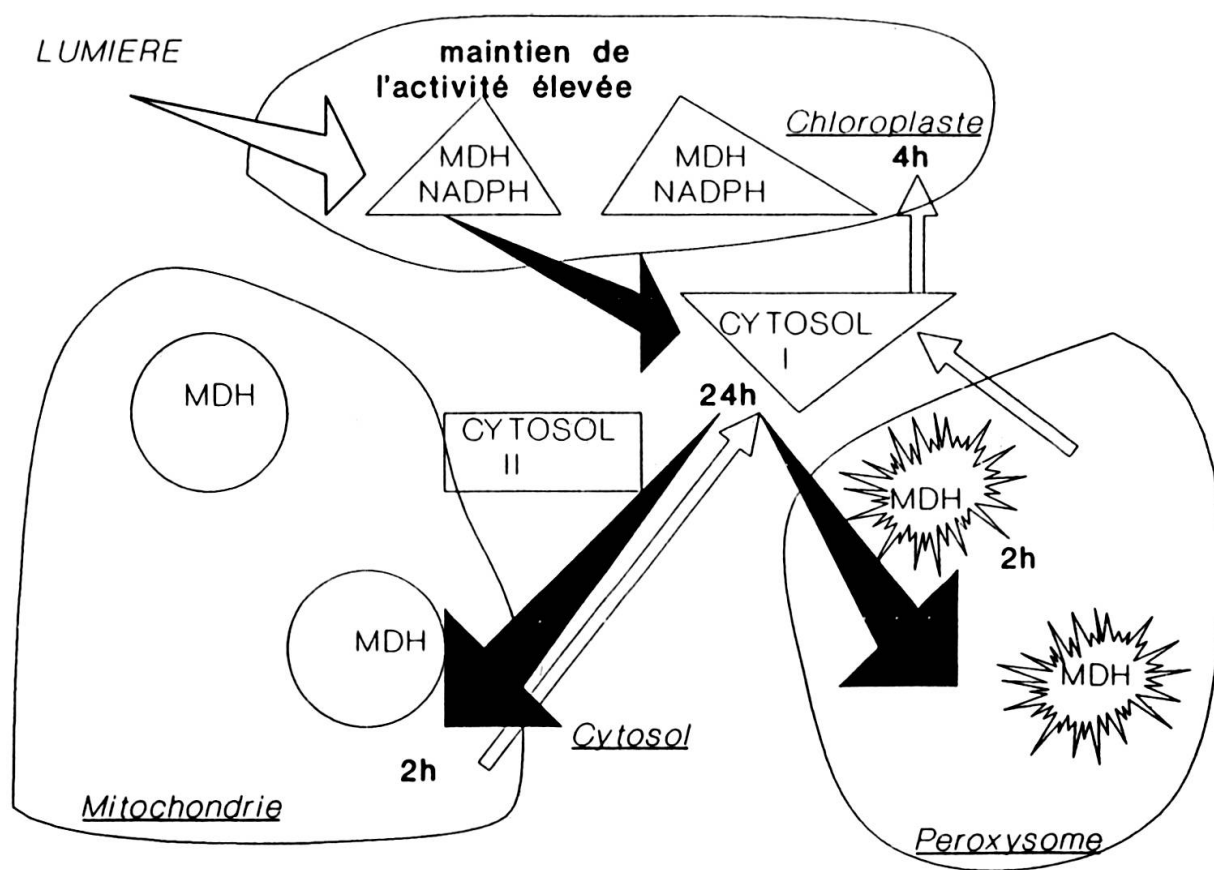 LUMIERE
maintien de
l'activité élevée
Chloroplaste
4h
MDH
NADPH
MDH
NADPH
CYTOSOL
I
24h
MDH
CYTOSOL
II
MDH
2h
MDH
2h
MDH
Cytosol
Mitochondrie
Peroxysome